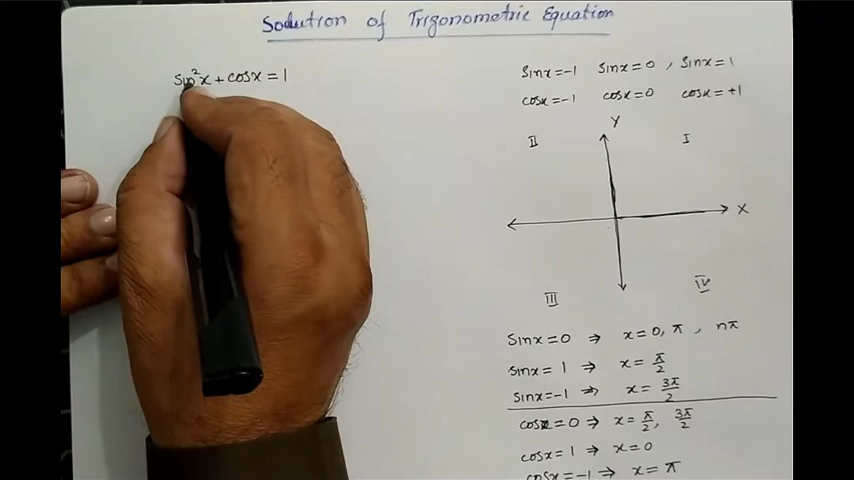 Solution of Trigonometric Equation
sin²x + cosx = 1
sinx=-1 sinx=0 , sinx=1
cosx=-1 cosx=0 cosx=+1
Y
II I
X
III IV
sinx=0 ⇒ x=0, π , nπ
sinx=1 ⇒ x=π/2
sinx=-1 ⇒ x=3π/2
cosx=0 ⇒ x=π/2, 3π/2
cosx=1 ⇒ x=0
cosx=-1 ⇒ x=π